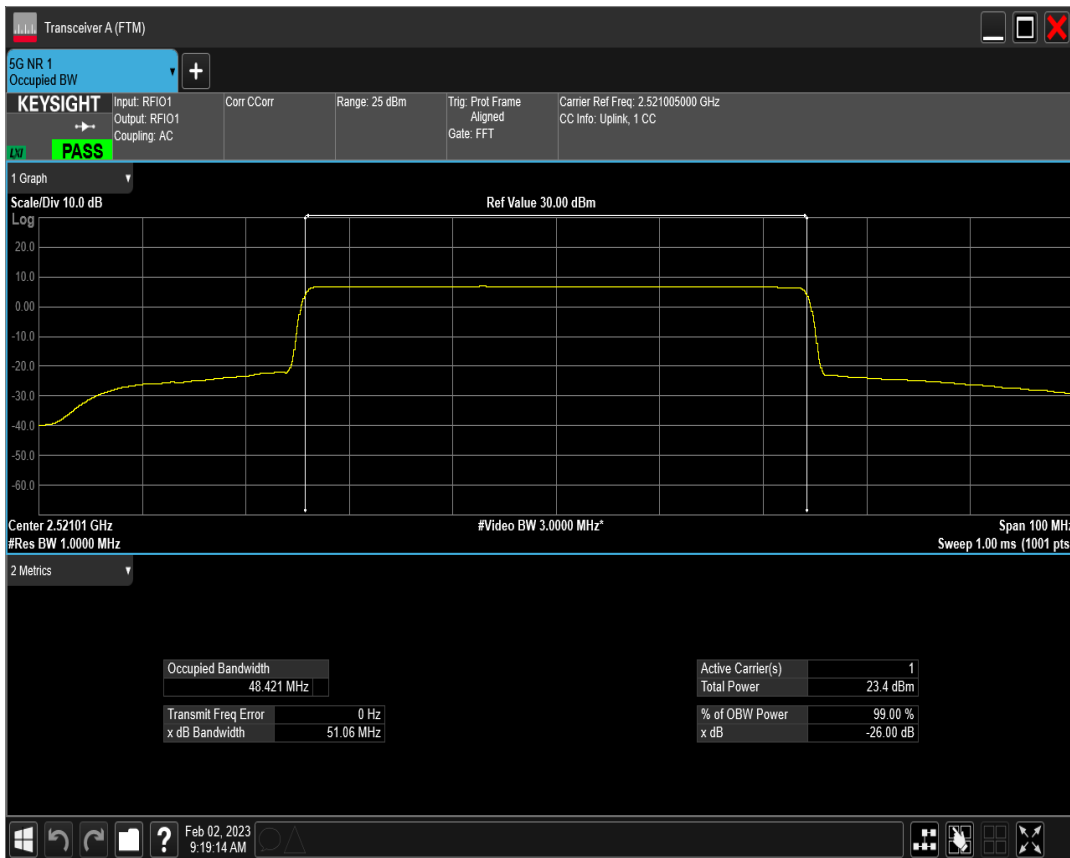 Transceiver A (FTM)
5G NR 1
Occupied BW
+
KEYSIGHT
LXI
PASS
Input: RFIO1
Output: RFIO1
Coupling: AC
Corr CCorr
Range: 25 dBm
Trig: Prot Frame
Aligned
Gate: FFT
Carrier Ref Freq: 2.521005000 GHz
CC Info: Uplink, 1 CC
1 Graph
Scale/Div 10.0 dB
Ref Value 30.00 dBm
Log
20.0
10.0
0.00
-10.0
-20.0
-30.0
-40.0
-50.0
-60.0
Center 2.52101 GHz
#Video BW 3.0000 MHz*
Span 100 MHz
#Res BW 1.0000 MHz
Sweep 1.00 ms (1001 pts
2 Metrics
Occupied Bandwidth
48.421 MHz
Transmit Freq Error 0 Hz
x dB Bandwidth 51.06 MHz
Active Carrier(s) 1
Total Power 23.4 dBm
% of OBW Power 99.00 %
x dB -26.00 dB
?
Feb 02, 2023
9:19:14 AM